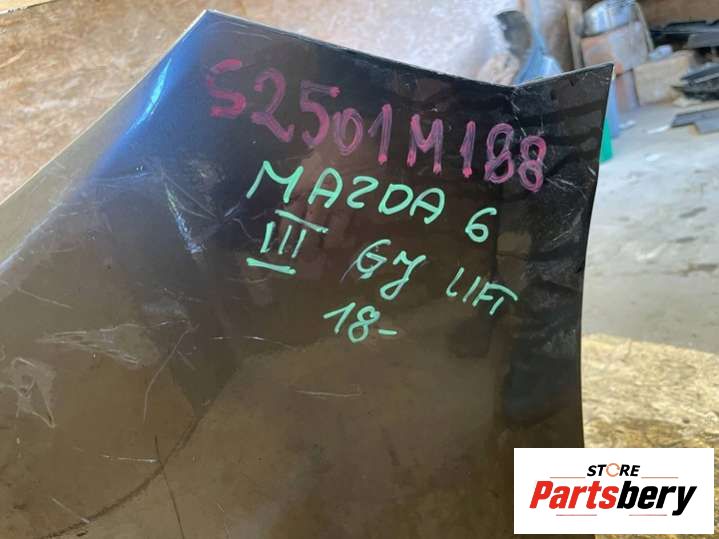 S2501M188
MAZDA 6
III GJ LIFT
18-
STORE
Partsbery